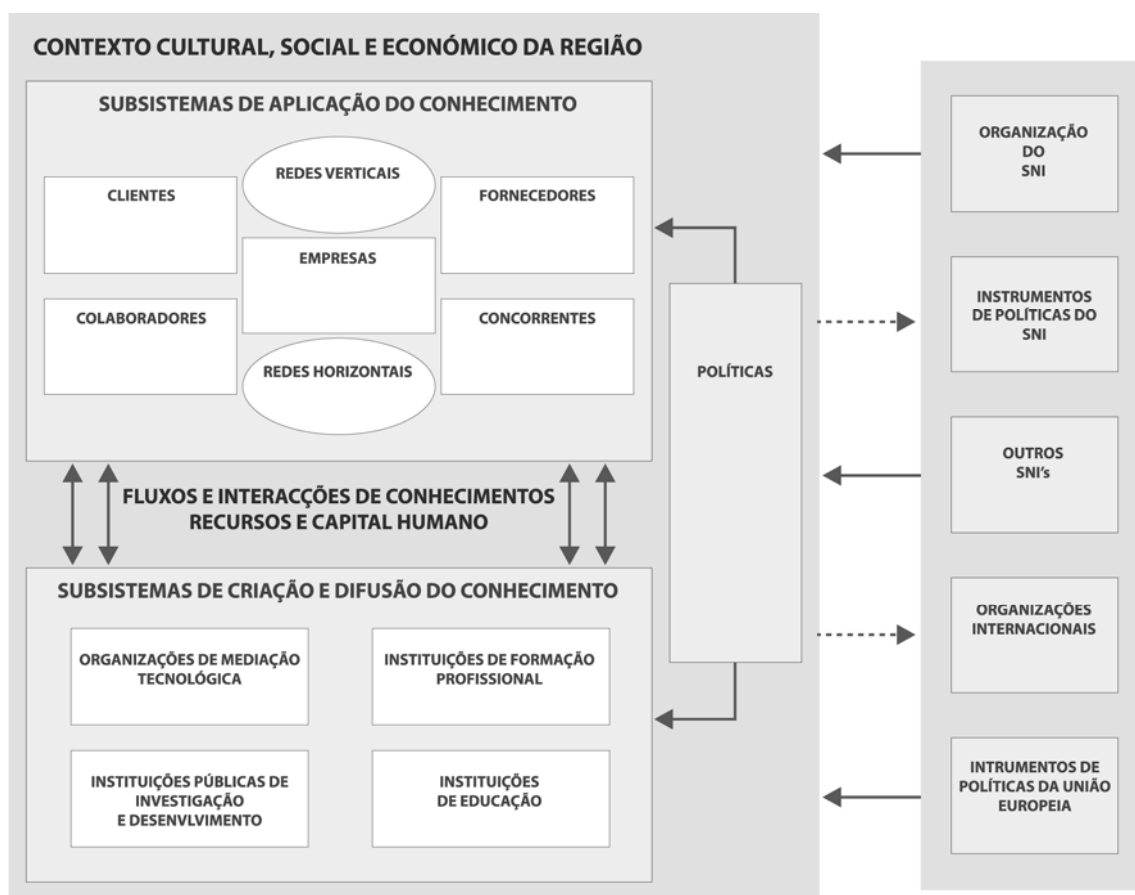 CONTEXTO CULTURAL, SOCIAL E ECONÓMICO DA REGIÃO
SUBSISTEMAS DE APLICAÇÃO DO CONHECIMENTO
REDES VERTICAIS
CLIENTES
FORNECEDORES
EMPRESAS
COLABORADORES
CONCORRENTES
REDES HORIZONTAIS
FLUXOS E INTERACÇÕES DE CONHECIMENTOS
RECURSOS E CAPITAL HUMANO
SUBSISTEMAS DE CRIAÇÃO E DIFUSÃO DO CONHECIMENTO
ORGANIZAÇÕES DE MEDIAÇÃO
TECNOLÓGICA
INSTITUIÇÕES DE FORMAÇÃO
PROFISSIONAL
INSTITUIÇÕES PÚBLICAS DE
INVESTIGAÇÃO
E DESENVLVIMENTO
INSTITUIÇÕES
DE EDUCAÇÃO
POLÍTICAS
ORGANIZAÇÃO
DO
SNI
INSTRUMENTOS
DE POLÍTICAS DO
SNI
OUTROS
SNI's
ORGANIZAÇÕES
INTERNACIONAIS
INTRUMENTOS DE
POLÍTICAS DA UNIÃO
EUROPEIA